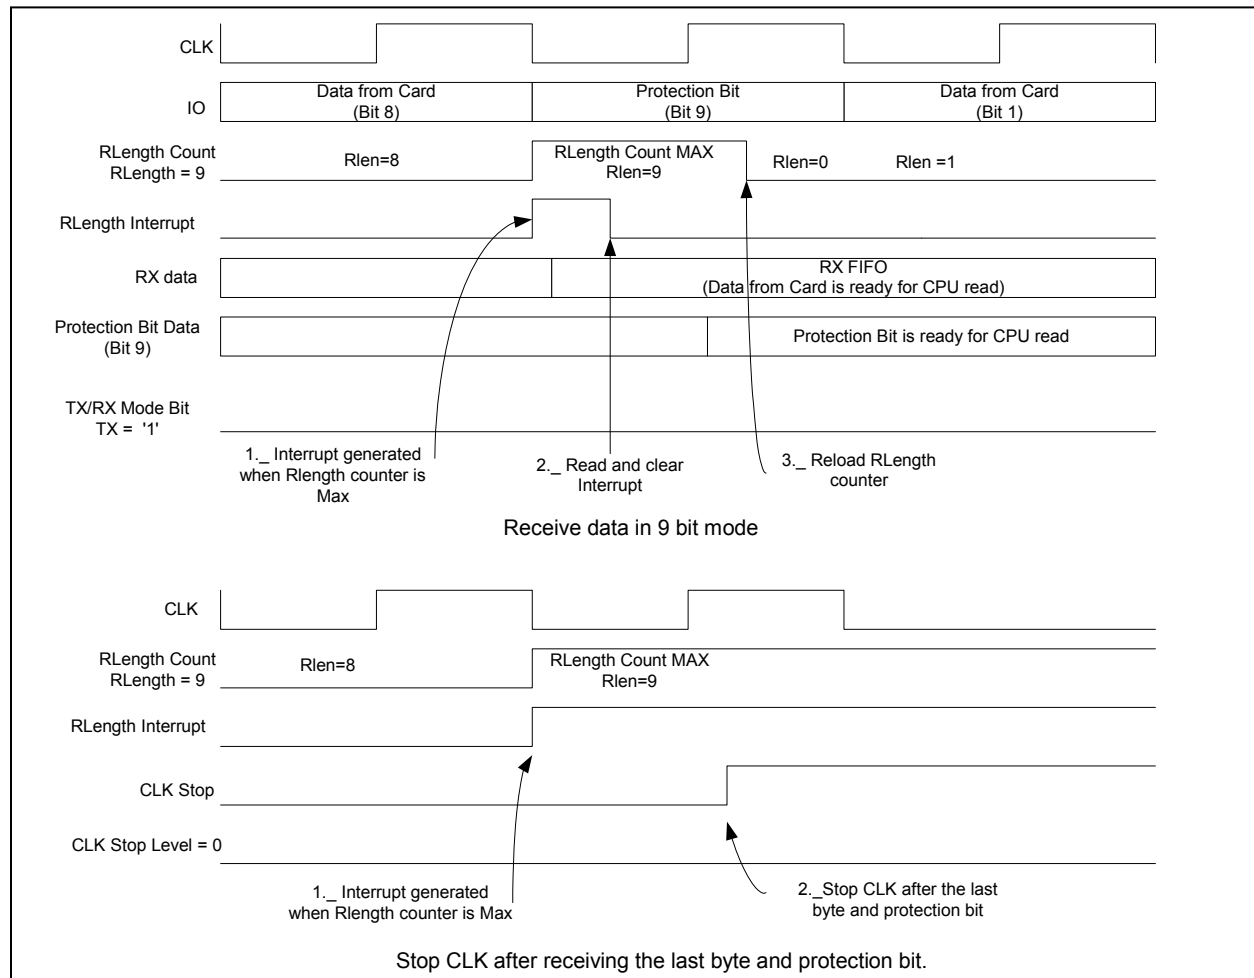 CLK
IO
Data from Card
(Bit 8)
Protection Bit
(Bit 9)
Data from Card
(Bit 1)
RLength Count
RLength = 9
Rlen=8
RLength Count MAX
Rlen=9
Rlen=0
Rlen =1
RLength Interrupt
RX data
RX FIFO
(Data from Card is ready for CPU read)
Protection Bit Data
(Bit 9)
Protection Bit is ready for CPU read
TX/RX Mode Bit
TX = '1'
1._ Interrupt generated
when Rlength counter is
Max
2._ Read and clear
Interrupt
3._ Reload RLength
counter
Receive data in 9 bit mode
CLK
RLength Count
RLength = 9
Rlen=8
RLength Count MAX
Rlen=9
RLength Interrupt
CLK Stop
CLK Stop Level = 0
1._ Interrupt generated
when Rlength counter is Max
2._Stop CLK after the last
byte and protection bit
Stop CLK after receiving the last byte and protection bit.